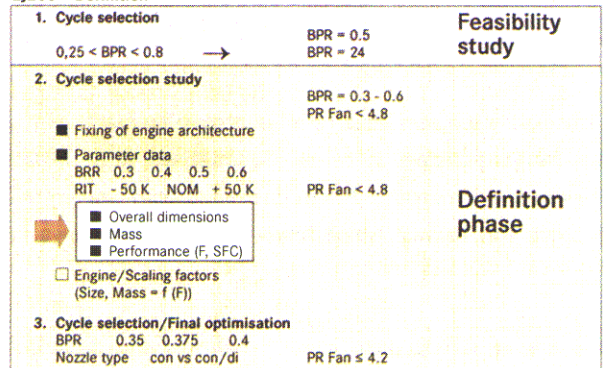 1. Cycle selection
Feasibility study
BPR = 0.5
0,25 < BPR < 0.8 → BPR = 24
2. Cycle selection study
BPR = 0.3 - 0.6
PR Fan < 4.8
■ Fixing of engine architecture
■ Parameter data
BRR 0.3 0.4 0.5 0.6
RIT - 50 K NOM + 50 K PR Fan < 4.8
Definition phase
■ Overall dimensions
■ Mass
■ Performance (F, SFC)
□ Engine/Scaling factors
(Size, Mass = f (F))
3. Cycle selection/Final optimisation
BPR 0.35 0.375 0.4
Nozzle type con vs con/di PR Fan ≤ 4.2